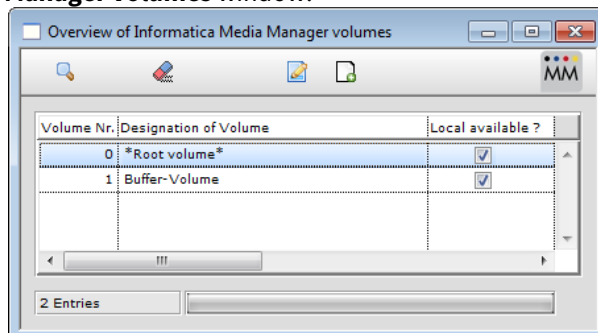 Manager Volumes window:
Overview of Informatica Media Manager volumes
MM
Volume Nr. Designation of Volume Local available ?
0 *Root volume*
1 Buffer-Volume
2 Entries